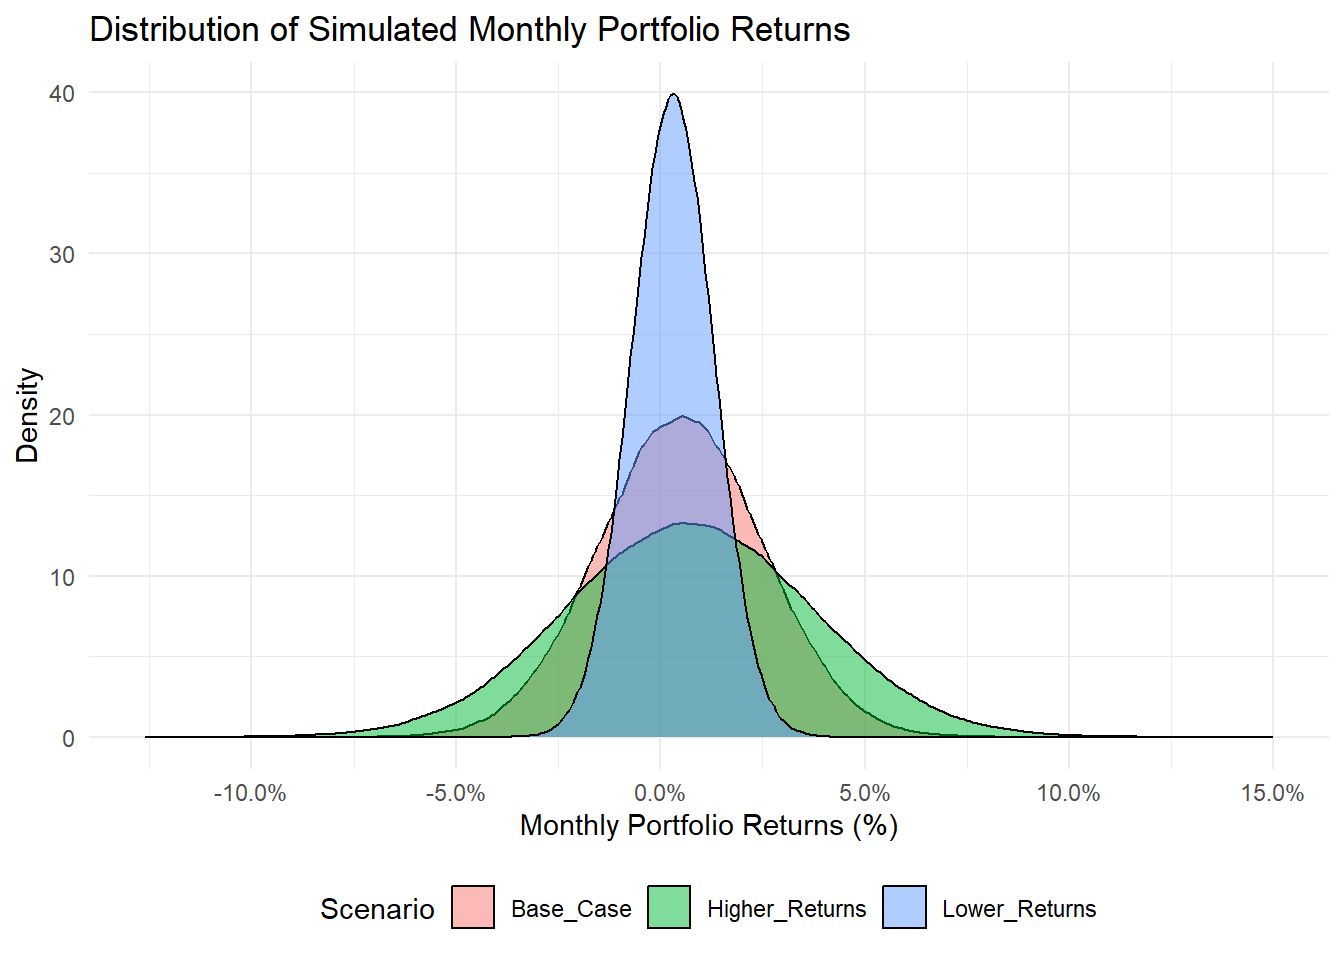 Distribution of Simulated Monthly Portfolio Returns
40
30
20
10
0
Density
-10.0% -5.0% 0.0% 5.0% 10.0% 15.0%
Monthly Portfolio Returns (%)
Scenario Base_Case Higher_Returns Lower_Returns